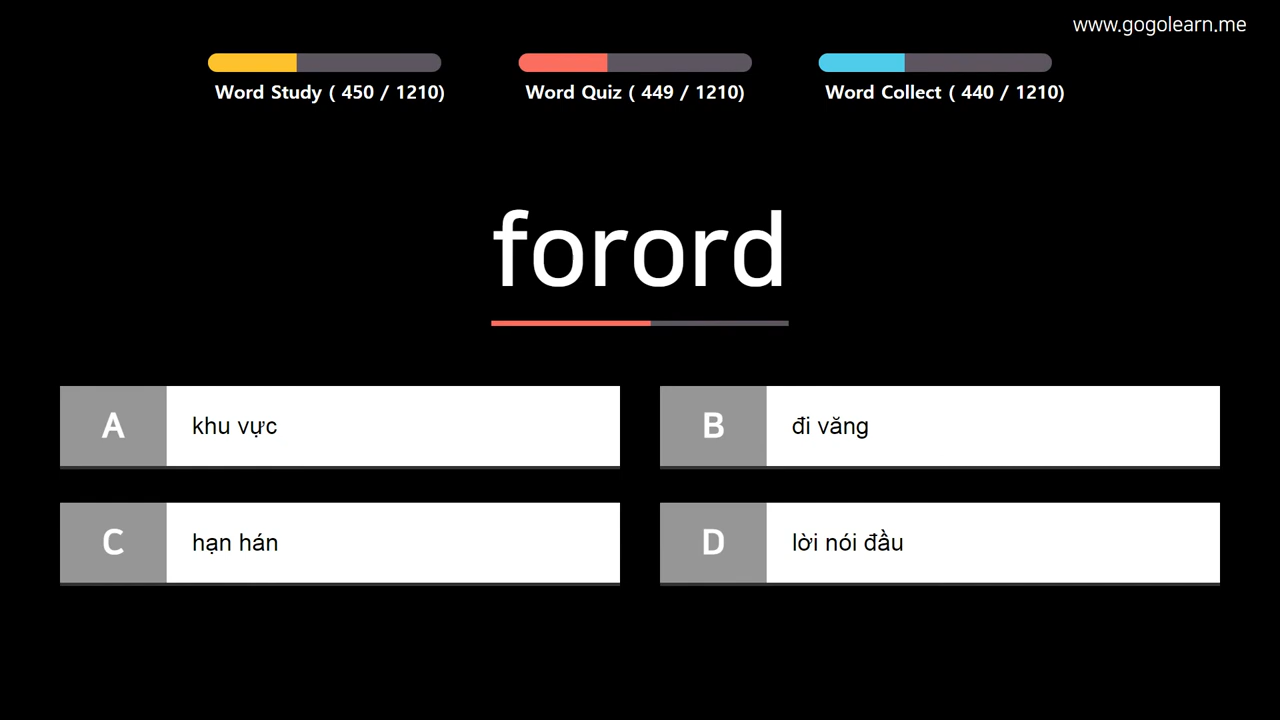 www.gogolearn.me
Word Study ( 450 / 1210)
Word Quiz ( 449 / 1210)
Word Collect ( 440 / 1210)
forord
A khu vực
B đi văng
C hạn hán
D lời nói đầu